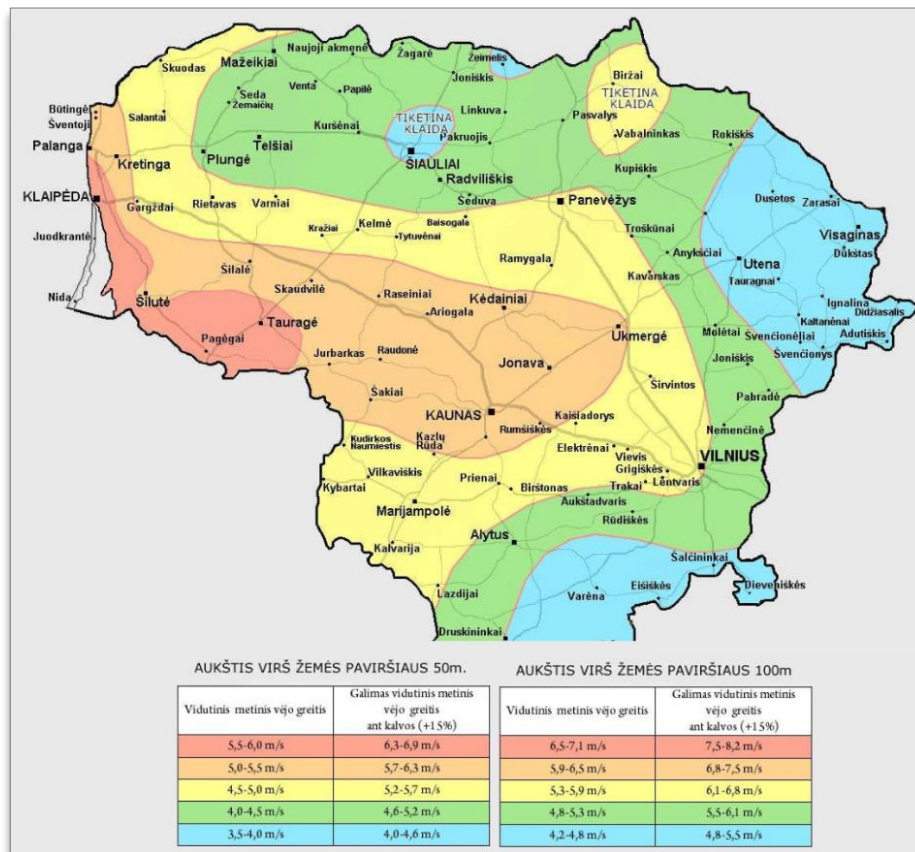 Skuodas
Mažeikiai
Naujoji akmenė
Žagarė
Žeimelis
Biržai
TIKĖTINA
KLAIDA
Būtingė
Šventoji
Salantai
Seda
Žemaičių
Venta
Papilė
Joniškis
Linkuva
TIKĖTINA
KLAIDA
Pasvalys
Vabalninkas
Rokiškis
Palanga
Kretinga
Plungė
Telšiai
Kuršėnai
ŠIAULIAI
Pakruojis
Radviliškis
Kupiškis
KLAIPĖDA
Gargždai
Rietavas
Varniai
Šeduva
Panevėžys
Dusetos
Zarasai
Juodkrantė
Kražiai
Kelmė
Tytuvėnai
Baisogala
Troškūnai
Visaginas
Dūkštas
Šilalė
Skaudvilė
Ramygala
Anykščiai
Kavarskas
Utena
Tauragnai
Nida
Šilutė
Raseiniai
Ariogala
Kėdainiai
Ignalina
Didžiasalis
Kaltanėnai
Adutiškis
Tauragė
Pagėgai
Ukmergė
Molėtai
Švenčionėliai
Švenčionys
Jurbarkas
Raudonė
Jonava
Širvintos
Joniškis
Pabradė
Šakiai
KAUNAS
Rumšiškės
Kaišiadorys
Nemenčinė
Kudirkos
Naumiestis
Kazlų
Rūda
Elektrėnai
Vievis
Grigiškės
VILNIUS
Kybartai
Vilkaviškis
Prienai
Birštonas
Trakai
Lentvaris
Marijampolė
Aukštadvaris
Rūdiškės
Kalvarija
Alytus
Šalčininkai
Lazdijai
Varėna
Eišiškės
Dieveniškės
Druskininkai
AUKŠTIS VIRŠ ŽEMĖS PAVIRŠIAUS 50m.
Vidutinis metinis vėjo greitis
Galimas vidutinis metinis
vėjo greitis
ant kalvos (+15%)
5,5-6,0 m/s 6,3-6,9 m/s
5,0-5,5 m/s 5,7-6,3 m/s
4,5-5,0 m/s 5,2-5,7 m/s
4,0-4,5 m/s 4,6-5,2 m/s
3,5-4,0 m/s 4,0-4,6 m/s
AUKŠTIS VIRŠ ŽEMĖS PAVIRŠIAUS 100m
Vidutinis metinis vėjo greitis
Galimas vidutinis metinis
vėjo greitis
ant kalvos (+15%)
6,5-7,1 m/s 7,5-8,2 m/s
5,9-6,5 m/s 6,8-7,5 m/s
5,3-5,9 m/s 6,1-6,8 m/s
4,8-5,3 m/s 5,5-6,1 m/s
4,2-4,8 m/s 4,8-5,5 m/s